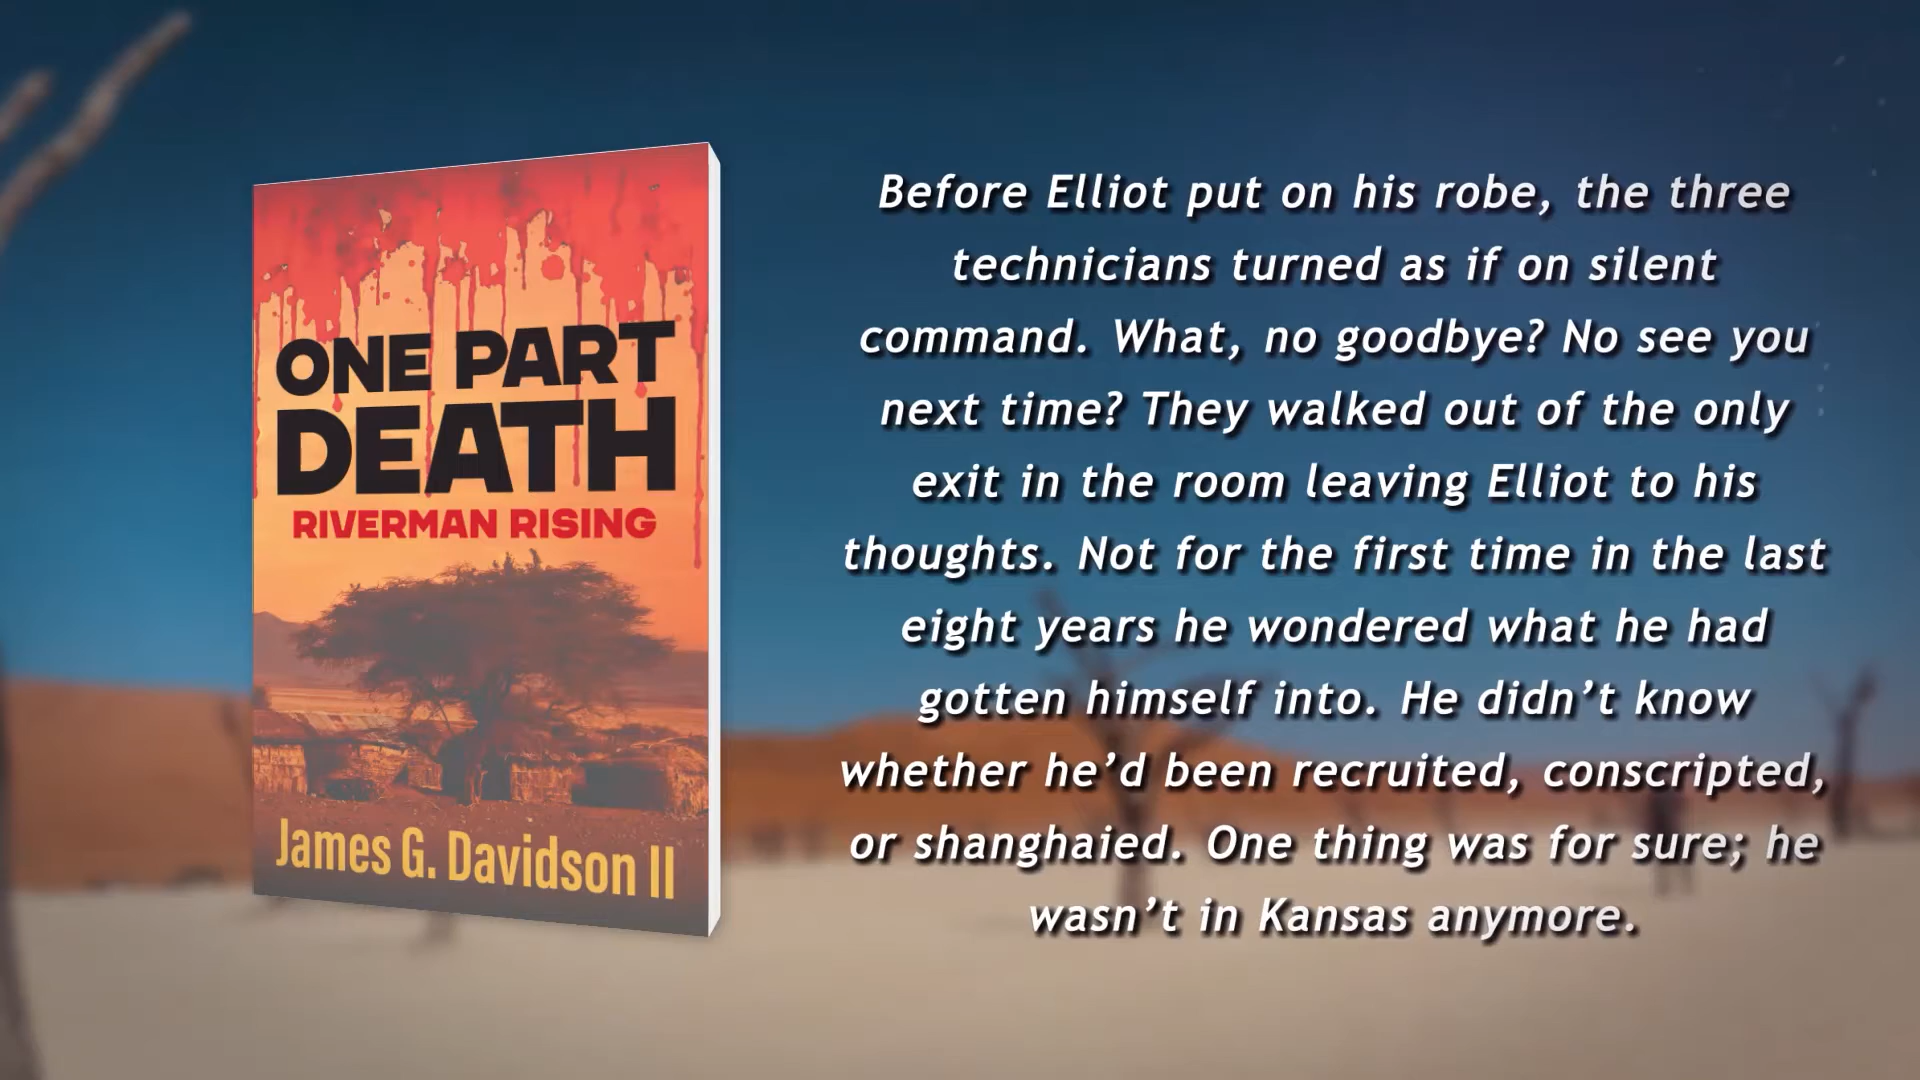 ONE PART
DEATH
RIVERMAN RISING
James G. Davidson II
Before Elliot put on his robe, the three
technicians turned as if on silent
command. What, no goodbye? No see you
next time? They walked out of the only
exit in the room leaving Elliot to his
thoughts. Not for the first time in the last
eight years he wondered what he had
gotten himself into. He didn’t know
whether he’d been recruited, conscripted,
or shanghaied. One thing was for sure; he
wasn’t in Kansas anymore.